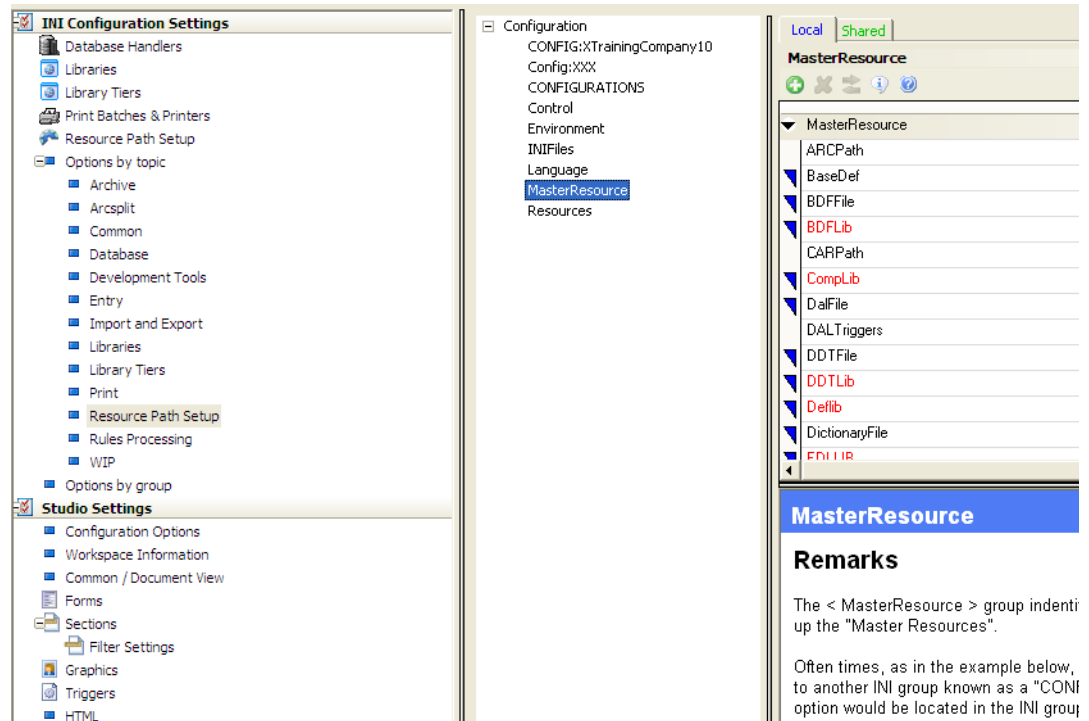 INI Configuration Settings
Database Handlers
Libraries
Library Tiers
Print Batches & Printers
Resource Path Setup
Options by topic
Archive
Arcsplit
Common
Database
Development Tools
Entry
Import and Export
Libraries
Library Tiers
Print
Resource Path Setup
Rules Processing
WIP
Options by group
Studio Settings
Configuration Options
Workspace Information
Common / Document View
Forms
Sections
Filter Settings
Graphics
Triggers
HTML
Configuration
CONFIG:XTrainingCompany10
Config:XXX
CONFIGURATIONS
Control
Environment
INIFiles
Language
MasterResource
Resources
Local Shared
MasterResource
MasterResource
ARCPath
BaseDef
BDFFile
BDFLib
CARPath
CompLib
DalFile
DALTriggers
DDTFile
DDTLib
Deflib
DictionaryFile
EDLLIB
MasterResource
Remarks
The < MasterResource > group indenti
up the "Master Resources".
Often times, as in the example below,
to another INI group known as a "CONF
option would be located in the INI group